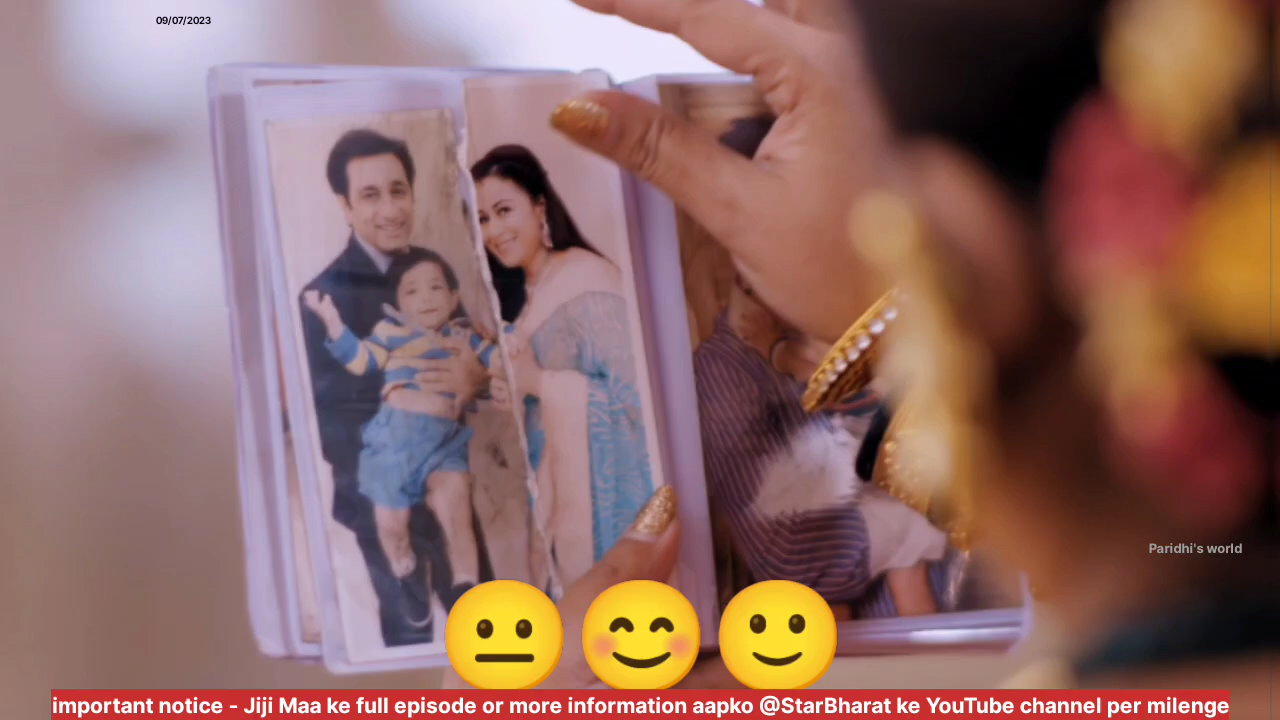 09/07/2023
Paridhi's world
important notice - Jiji Maa ke full episode or more information aapko @StarBharat ke YouTube channel per milenge